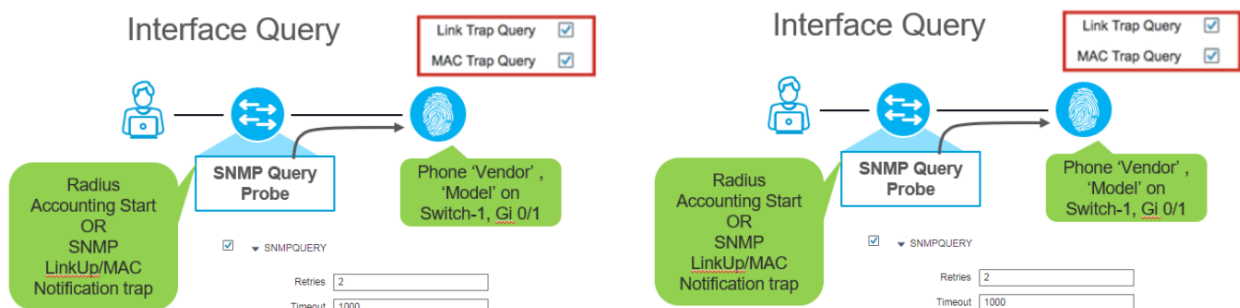 Interface Query
Link Trap Query
MAC Trap Query
Radius
Accounting Start
OR
SNMP
LinkUp/MAC
Notification trap
SNMP Query
Probe
Phone ‘Vendor’ ,
‘Model’ on
Switch-1, Gi 0/1
SNMPQUERY
Retries 2
Timeout 1000
Interface Query
Link Trap Query
MAC Trap Query
Radius
Accounting Start
OR
SNMP
LinkUp/MAC
Notification trap
SNMP Query
Probe
Phone ‘Vendor’ ,
‘Model’ on
Switch-1, Gi 0/1
SNMPQUERY
Retries 2
Timeout 1000